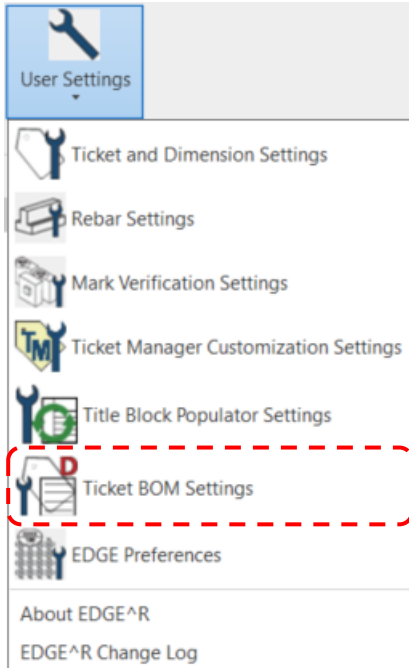 User Settings
Ticket and Dimension Settings
Rebar Settings
Mark Verification Settings
TM
Ticket Manager Customization Settings
Title Block Populator Settings
D
Ticket BOM Settings
EDGE Preferences
About EDGE^R
EDGE^R Change Log